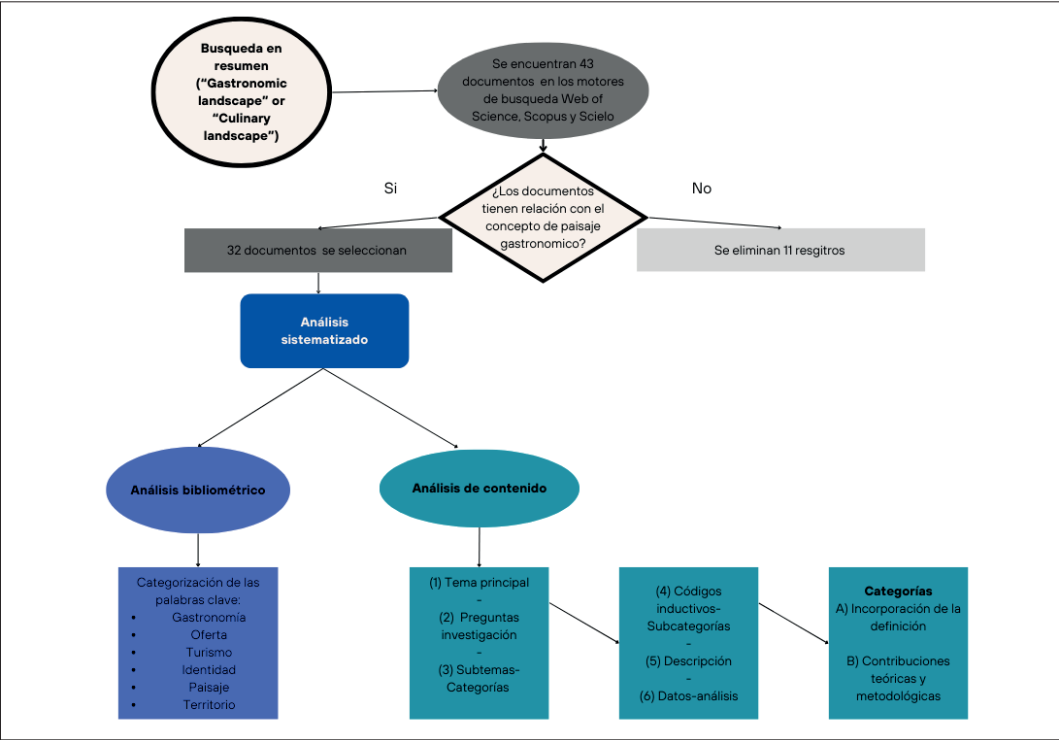 Busqueda en
resumen
(“Gastronomic
landscape” or
“Culinary
landscape”)
Se encuentran 43
documentos en los motores
de busqueda Web of
Science, Scopus y Scielo
Si
No
¿Los documentos
tienen relación con el
concepto de paisaje
gastronomico?
32 documentos se seleccionan
Se eliminan 11 resgitros
Análisis
sistematizado
Análisis bibliométrico
Análisis de contenido
Categorización de las
palabras clave:
• Gastronomía
• Oferta
• Turismo
• Identidad
• Paisaje
• Territorio
(1) Tema principal
-
(2) Preguntas
investigación
-
(3) Subtemas-
Categorías
(4) Códigos
inductivos-
Subcategorías
-
(5) Descripción
-
(6) Datos-análisis
Categorías
A) Incorporación de la
definición
B) Contribuciones
teóricas y
metodológicas